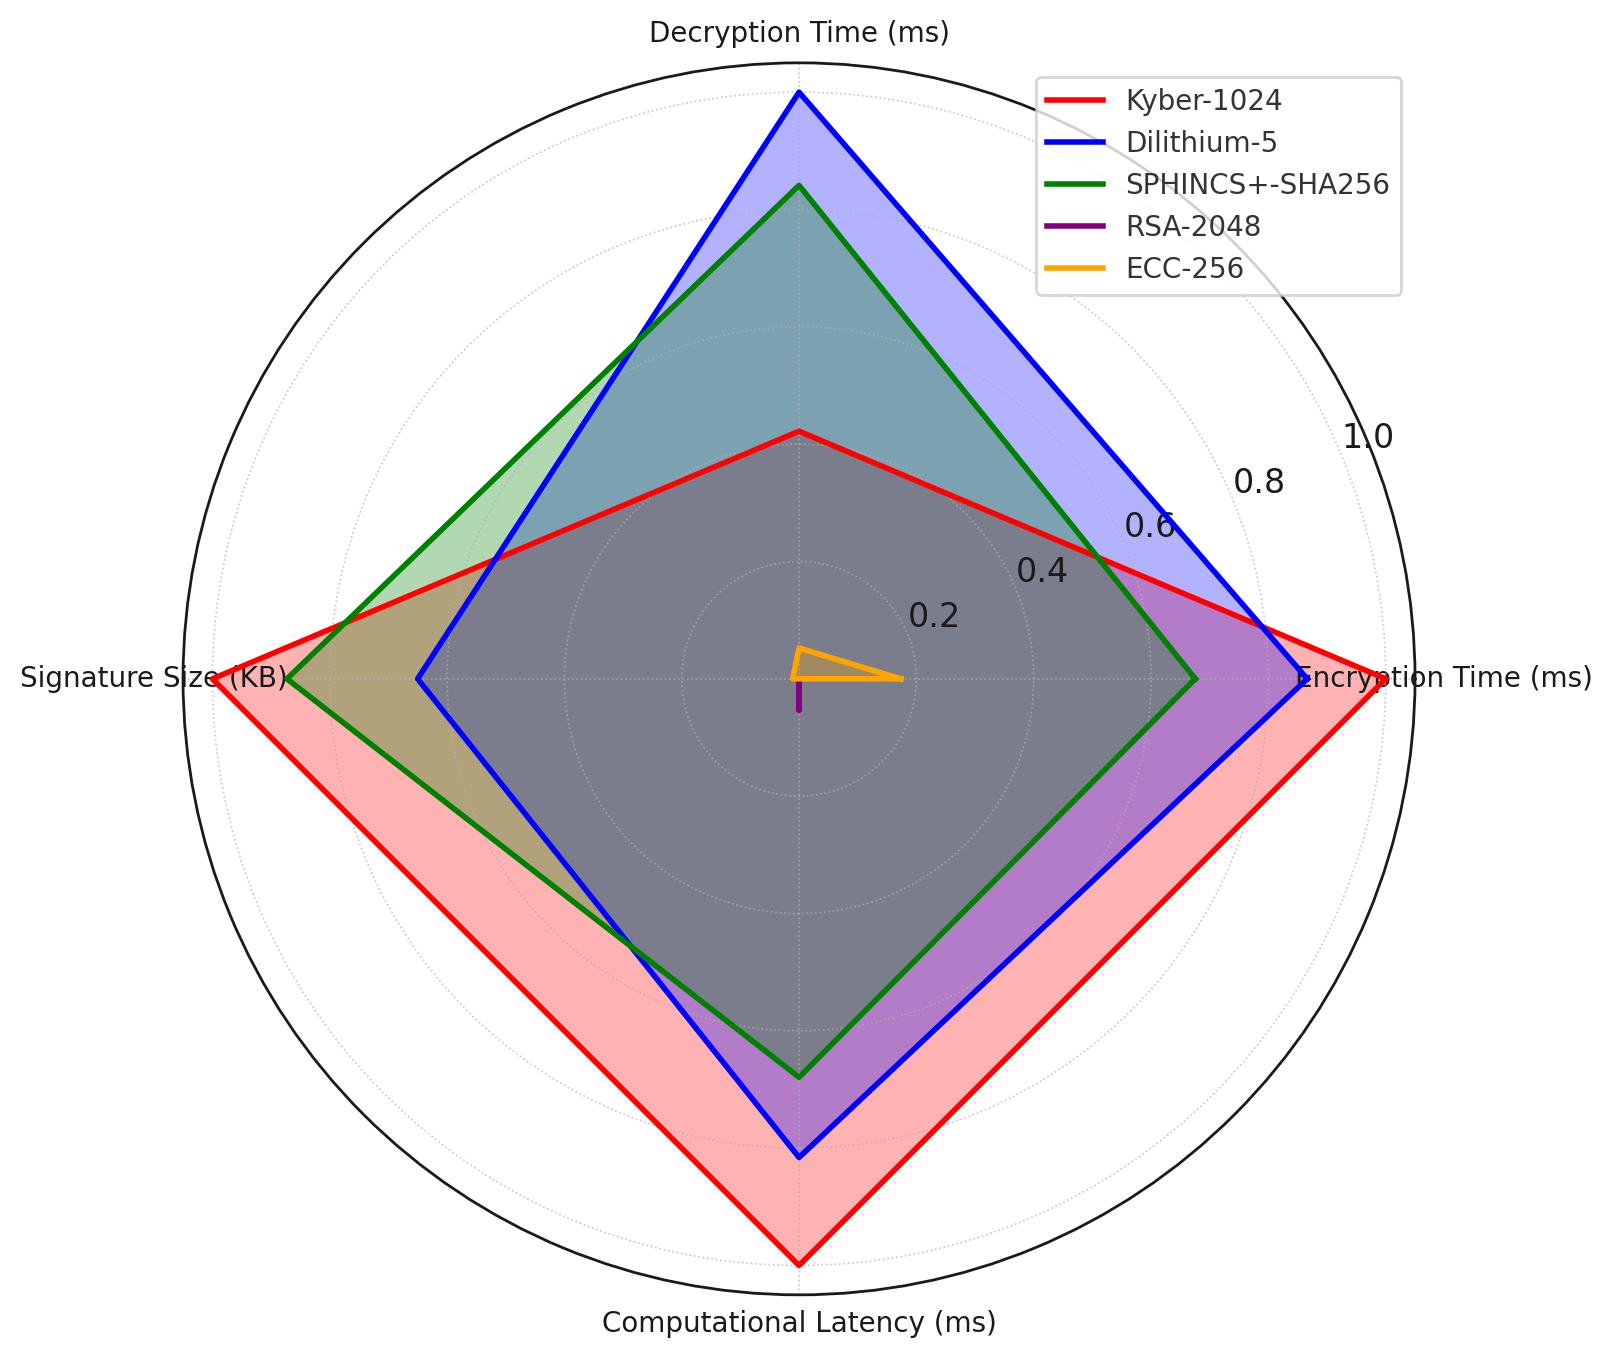 Decryption Time (ms)
Kyber-1024
Dilithium-5
SPHINCS+-SHA256
RSA-2048
ECC-256
1.0
0.8
0.6
0.4
0.2
Signature Size (KB)
Encryption Time (ms)
Computational Latency (ms)